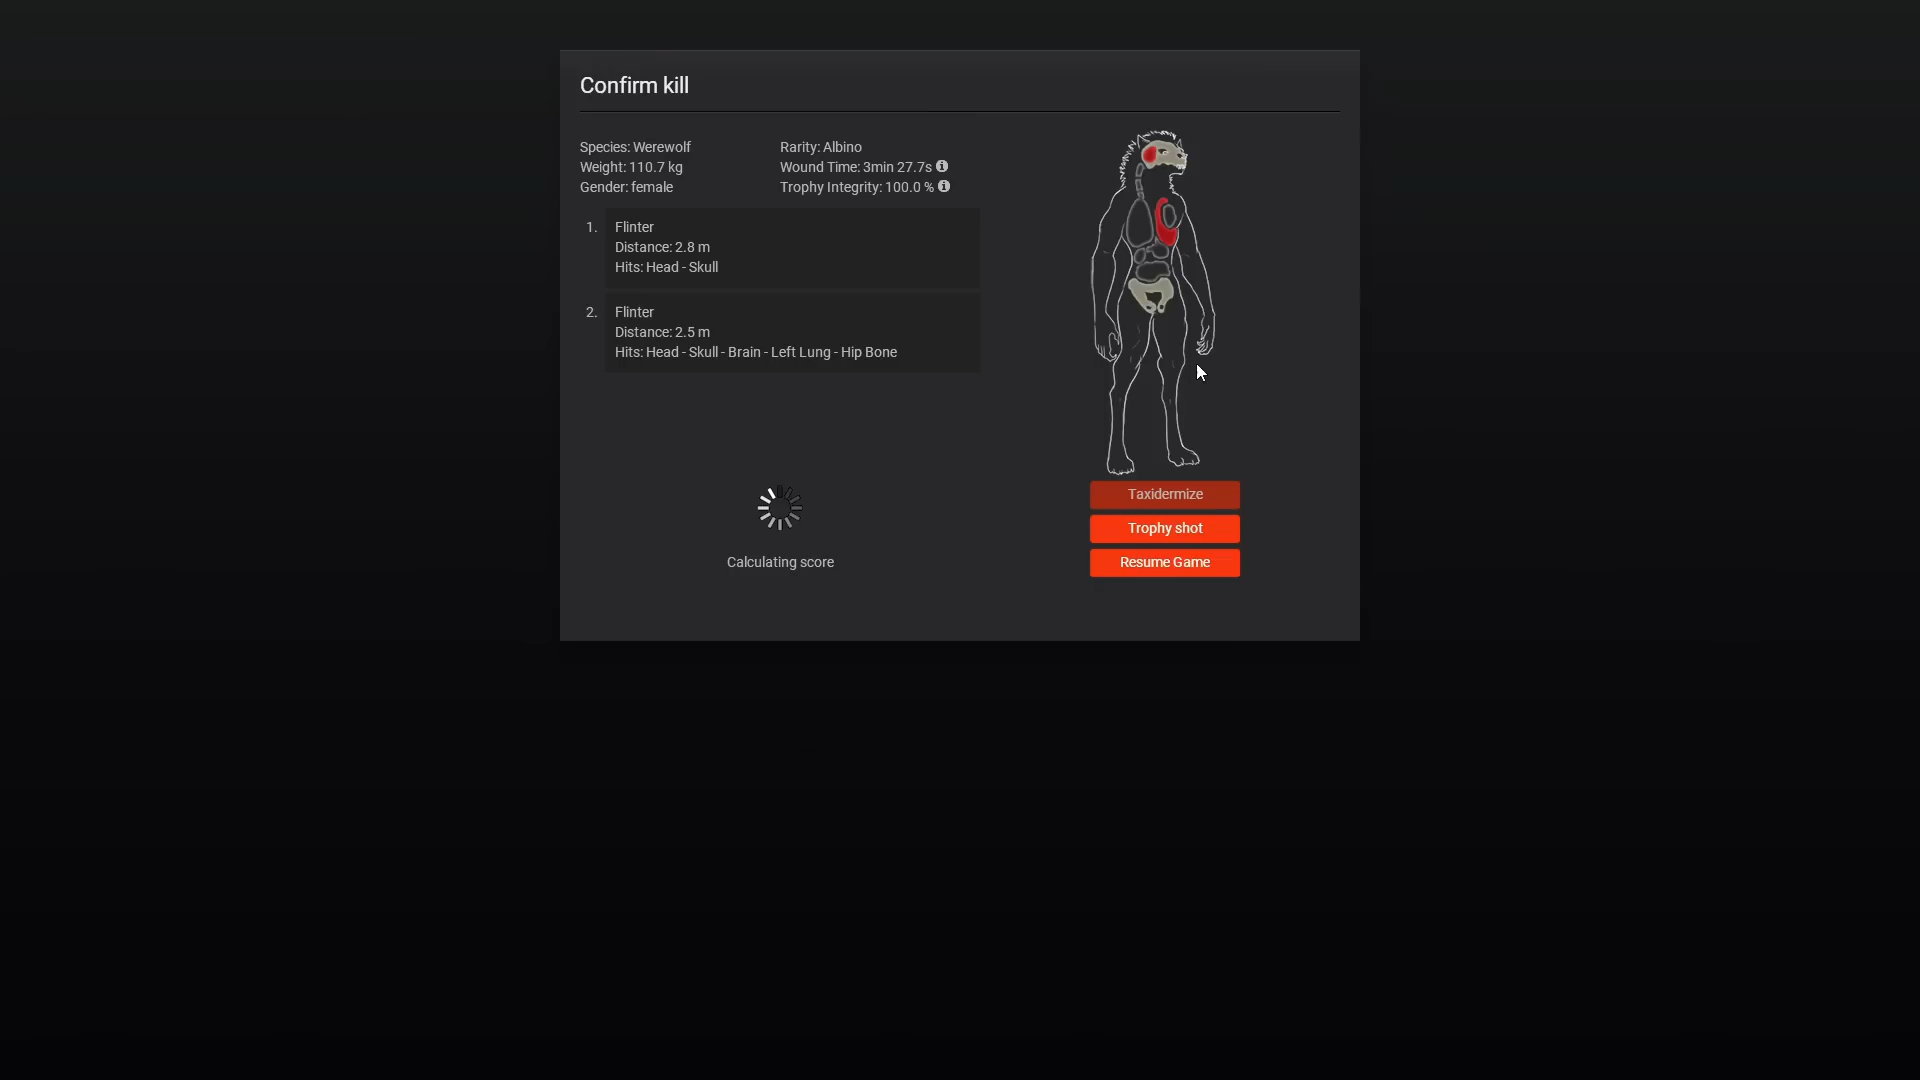 Confirm kill
Species: Werewolf
Weight: 110.7 kg
Gender: female
Rarity: Albino
Wound Time: 3min 27.7s
Trophy Integrity: 100.0 %
1. Flinter
Distance: 2.8 m
Hits: Head - Skull
2. Flinter
Distance: 2.5 m
Hits: Head - Skull - Brain - Left Lung - Hip Bone
Calculating score
Taxidermize
Trophy shot
Resume Game